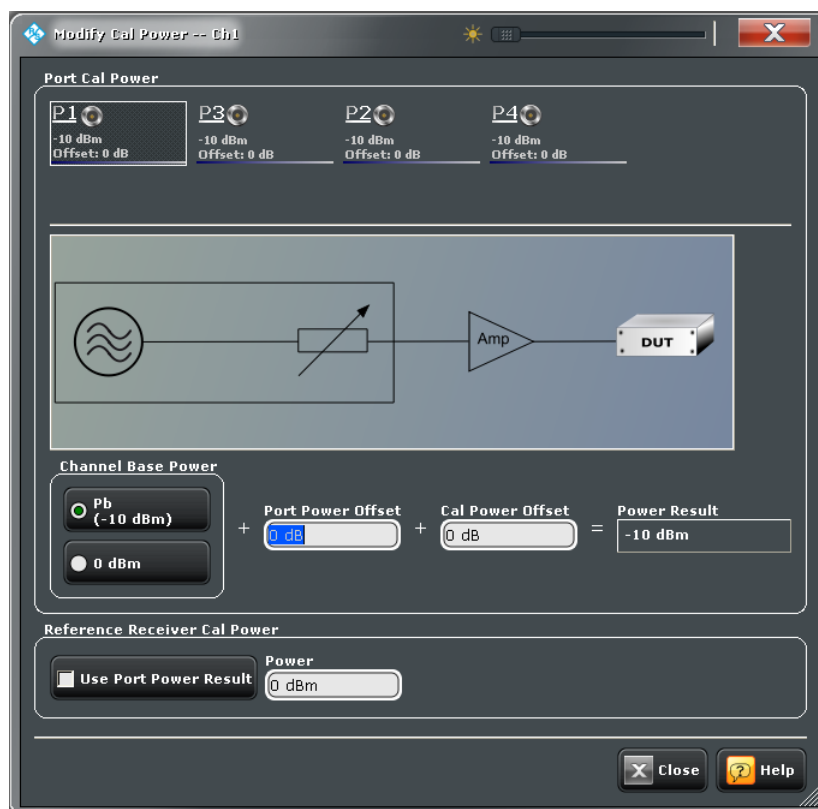 Modify Cal Power -- Ch1
Port Cal Power
P1 P3 P2 P4
-10 dBm -10 dBm -10 dBm -10 dBm
Offset: 0 dB Offset: 0 dB Offset: 0 dB Offset: 0 dB
Amp
DUT
Channel Base Power
Pb
(-10 dBm)
0 dBm
+
Port Power Offset
0 dB
+
Cal Power Offset
0 dB
=
Power Result
-10 dBm
Reference Receiver Cal Power
Use Port Power Result
Power
0 dBm
Close
Help